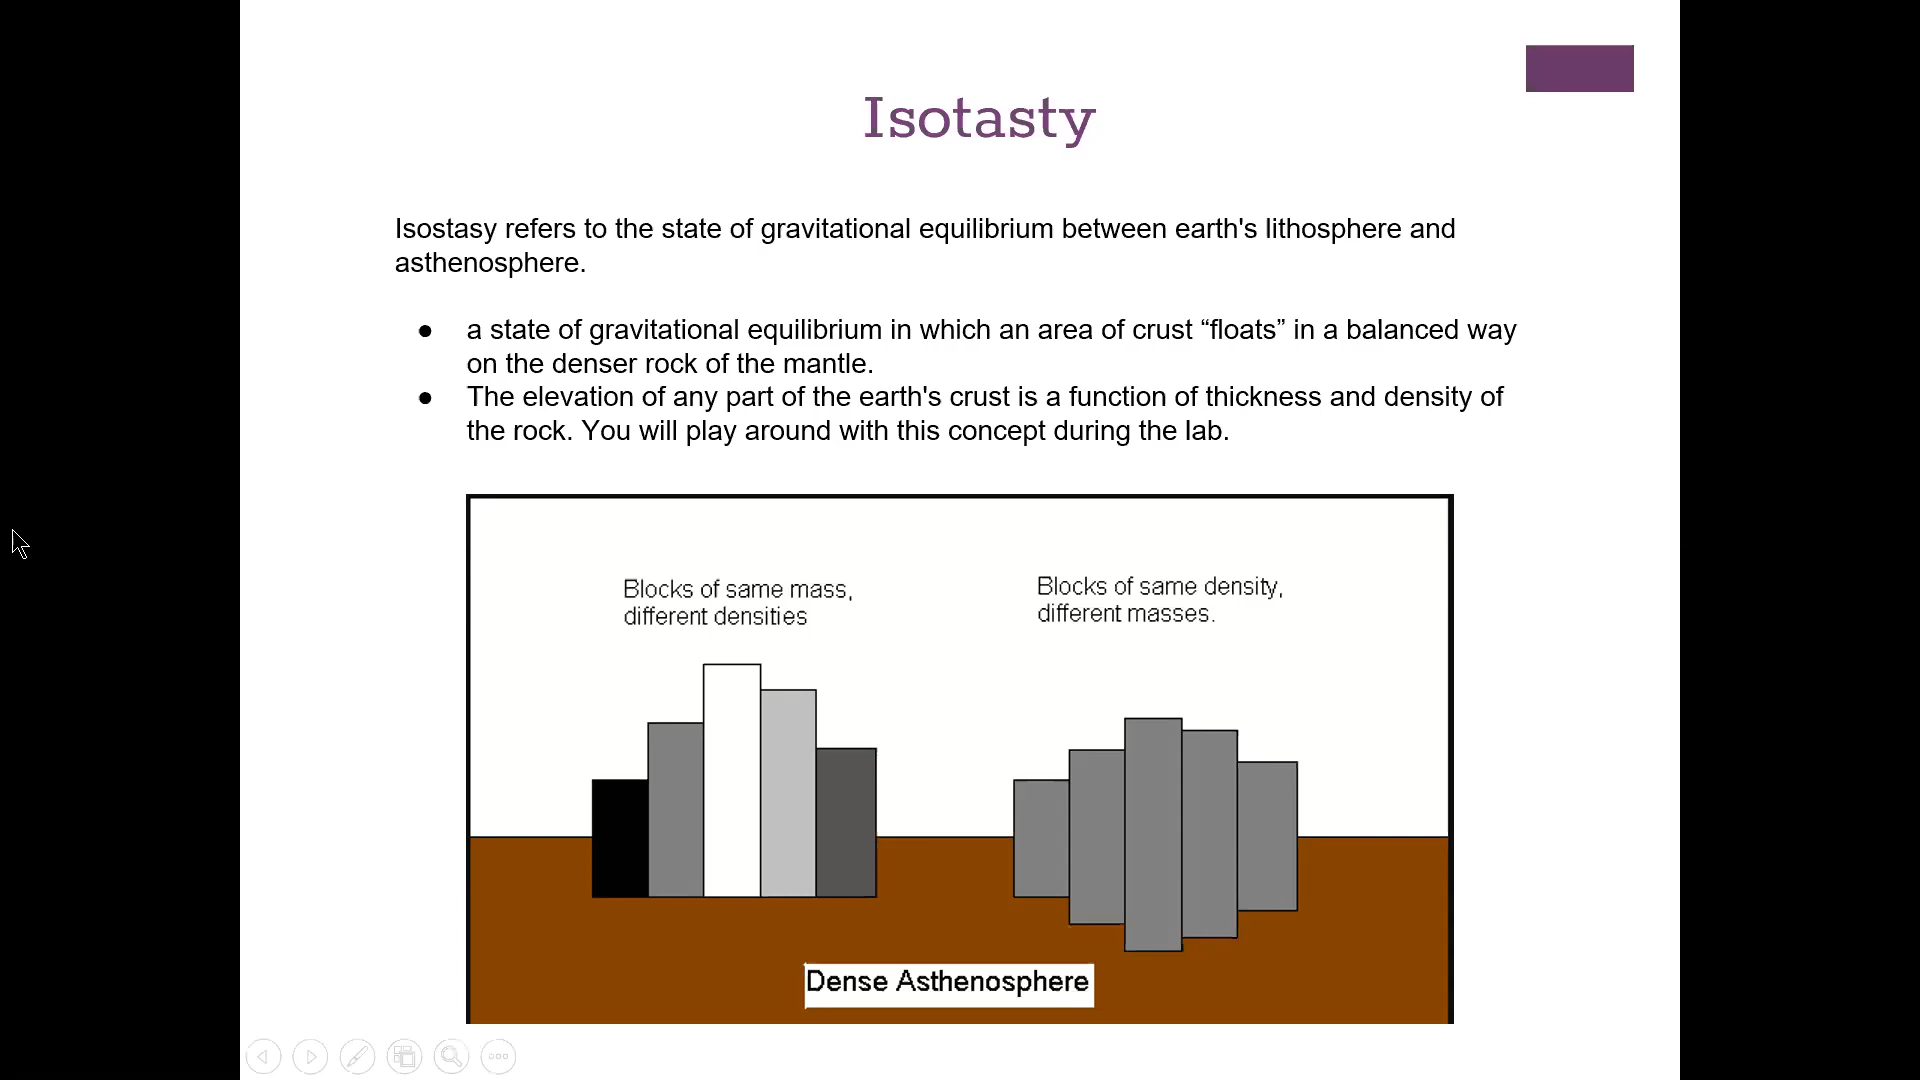 Isotasty
Isostasy refers to the state of gravitational equilibrium between earth's lithosphere and
asthenosphere.
● a state of gravitational equilibrium in which an area of crust “floats” in a balanced way
on the denser rock of the mantle.
● The elevation of any part of the earth's crust is a function of thickness and density of
the rock. You will play around with this concept during the lab.
Blocks of same mass,
different densities
Blocks of same density,
different masses.
Dense Asthenosphere